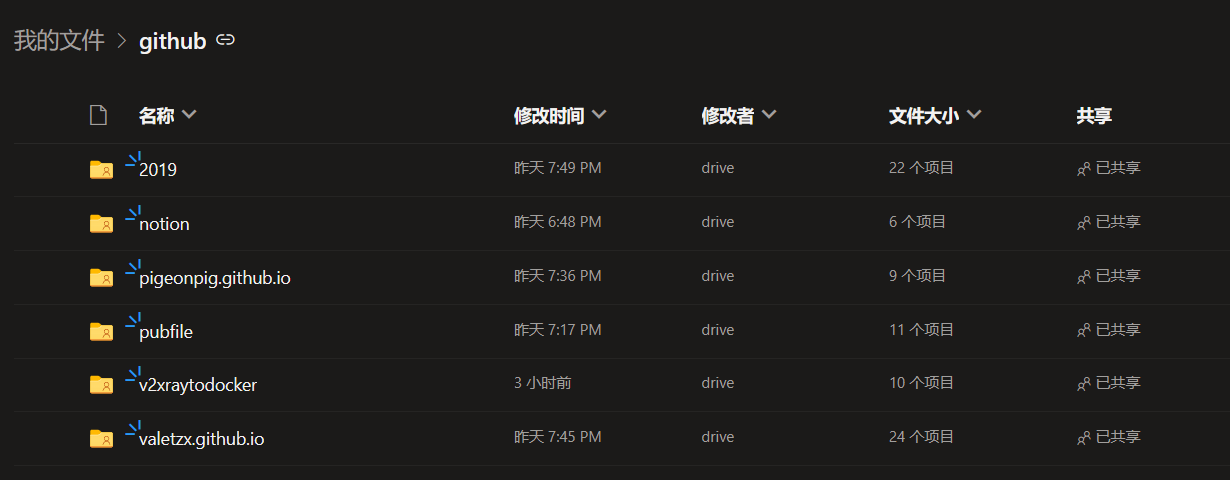 我的文件 > github
名称 修改时间 修改者 文件大小 共享
2019 昨天 7:49 PM drive 22 个项目 已共享
notion 昨天 6:48 PM drive 6 个项目 已共享
pigeonpig.github.io 昨天 7:36 PM drive 9 个项目 已共享
pubfile 昨天 7:17 PM drive 11 个项目 已共享
v2xraytodocker 3 小时前 drive 10 个项目 已共享
valetzx.github.io 昨天 7:45 PM drive 24 个项目 已共享